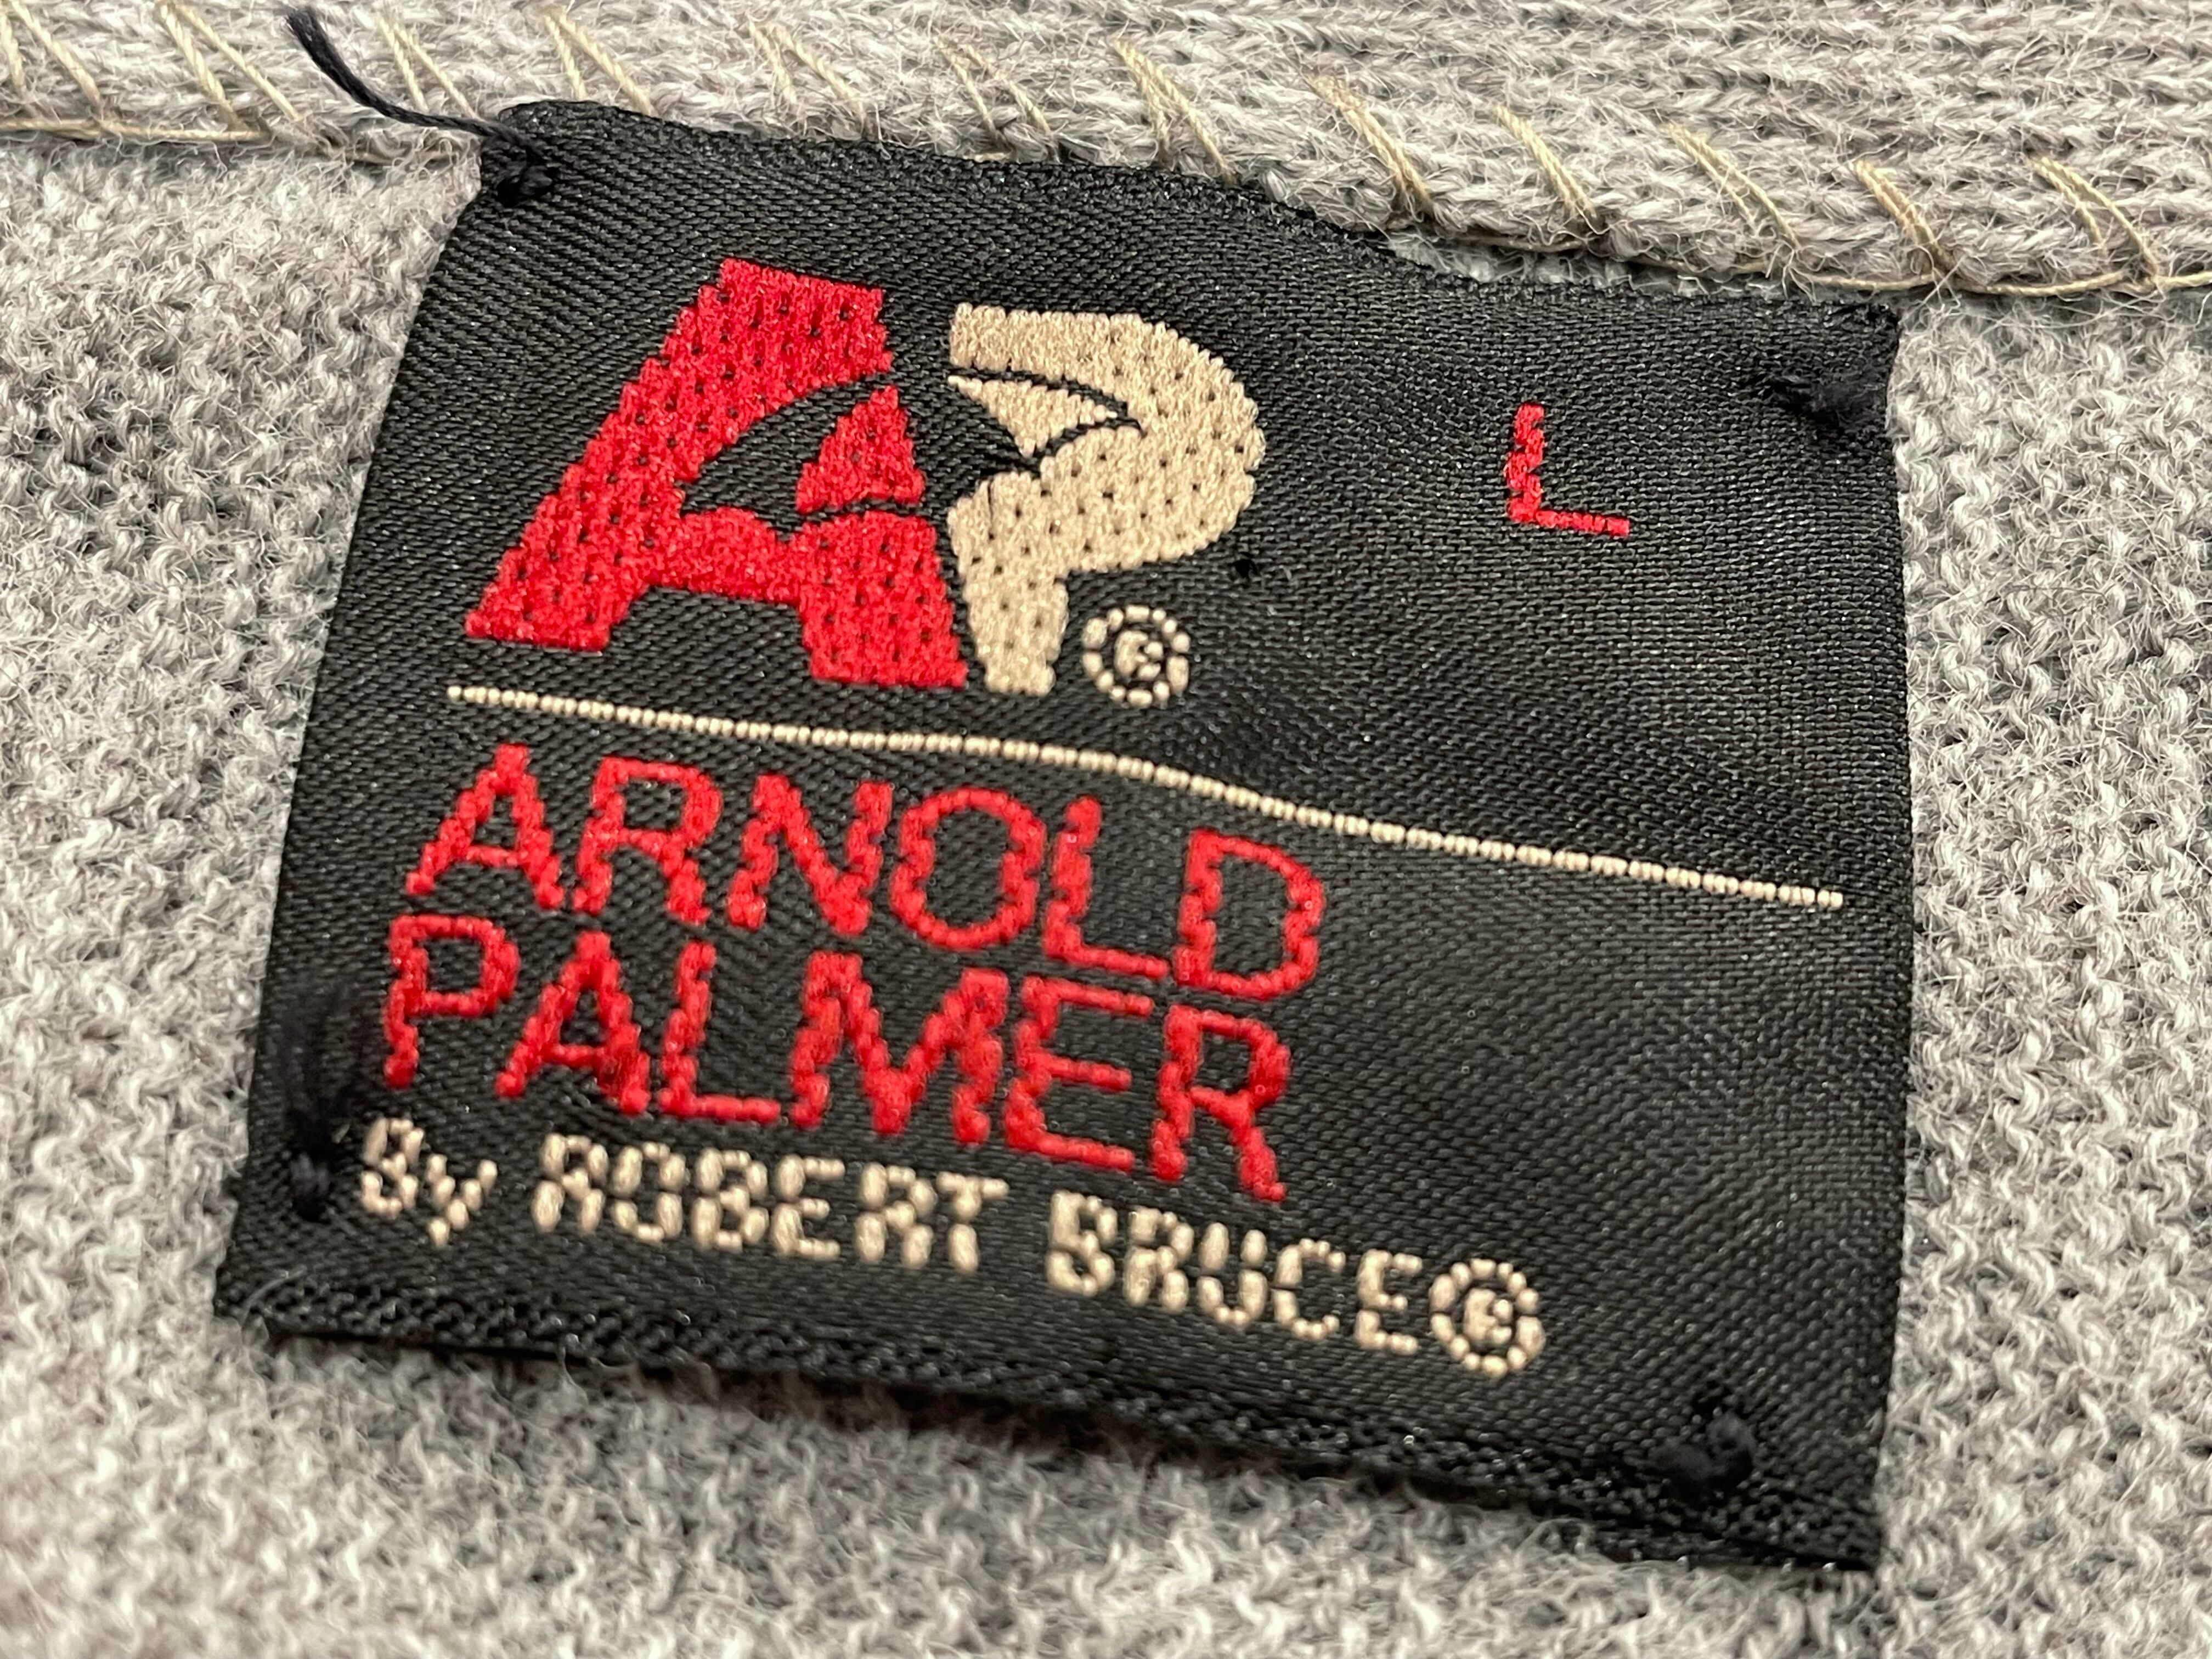 AP®
L
ARNOLD
PALMER
By ROBERT BRUCE®